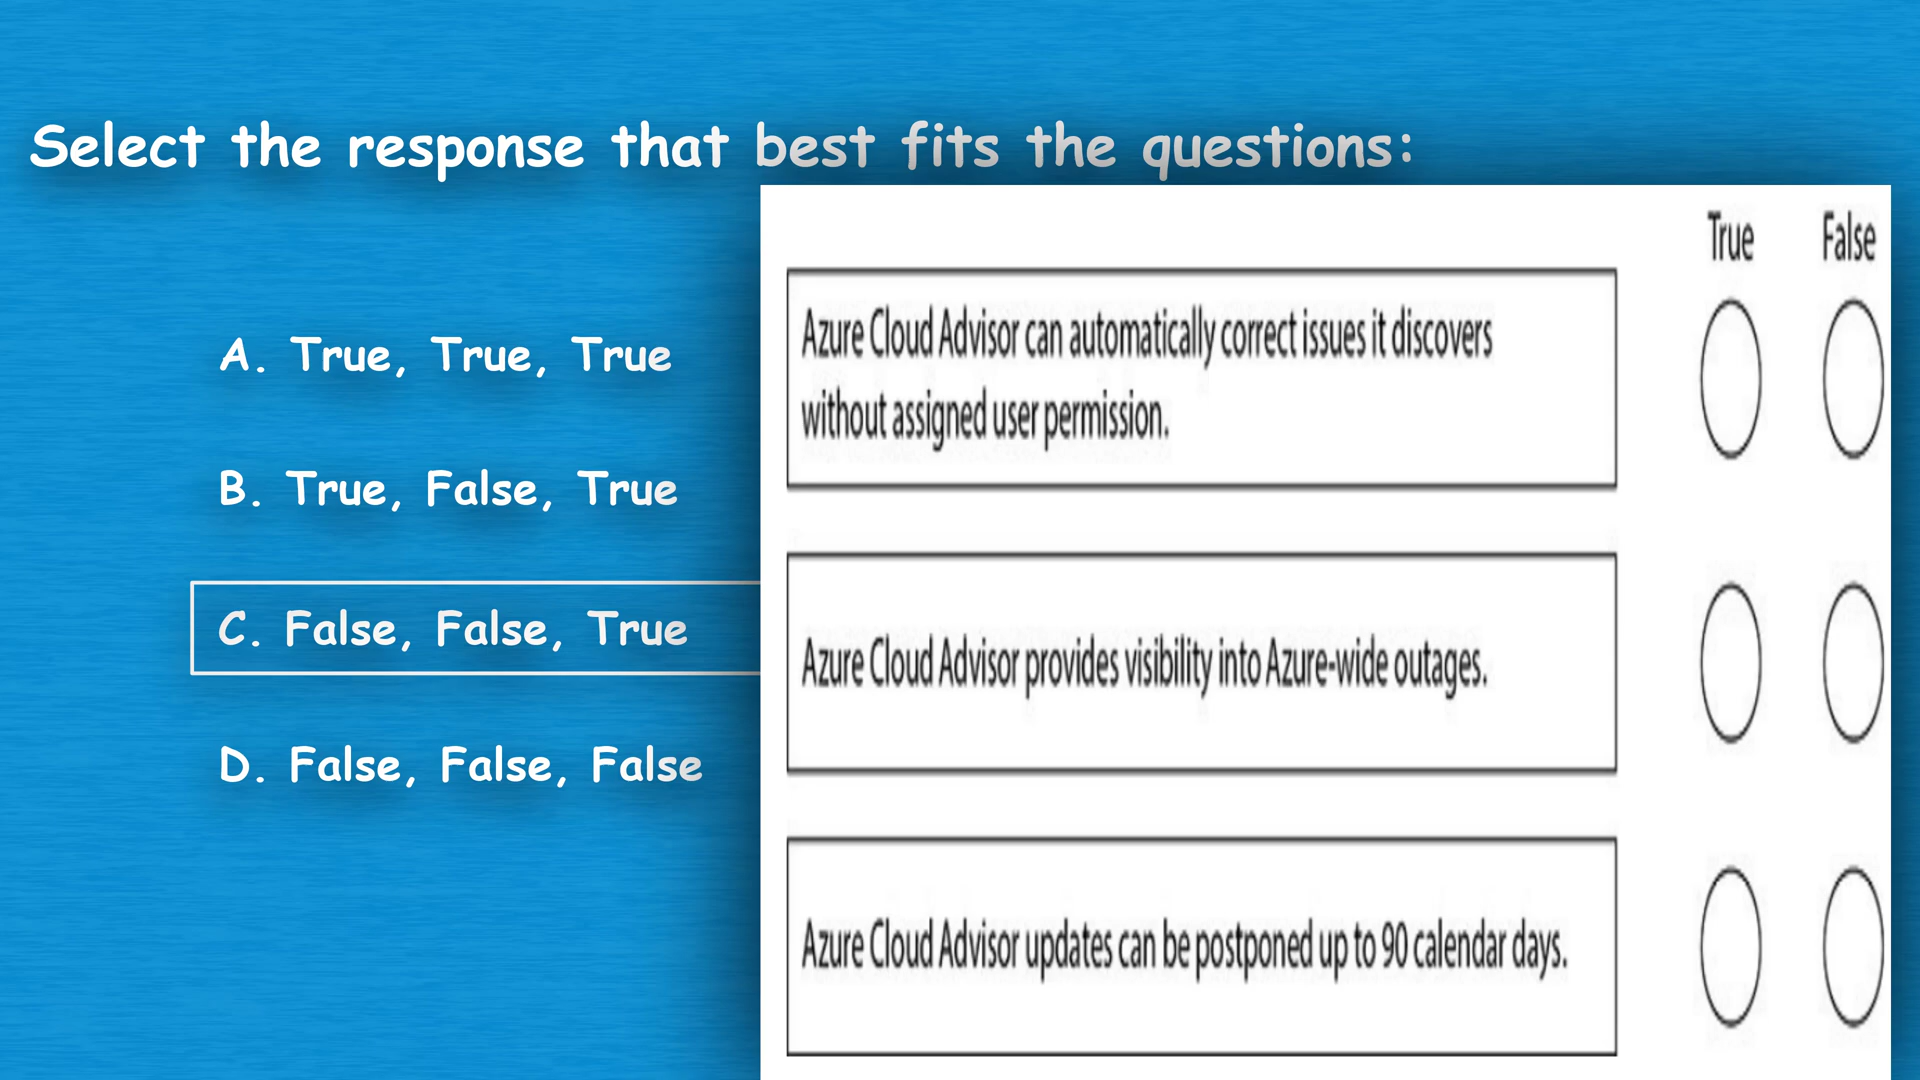 Select the response that best fits the questions:
A. True, True, True
B. True, False, True
C. False, False, True
D. False, False, False
True False
Azure Cloud Advisor can automatically correct issues it discovers
without assigned user permission.
Azure Cloud Advisor provides visibility into Azure-wide outages.
Azure Cloud Advisor updates can be postponed up to 90 calendar days.